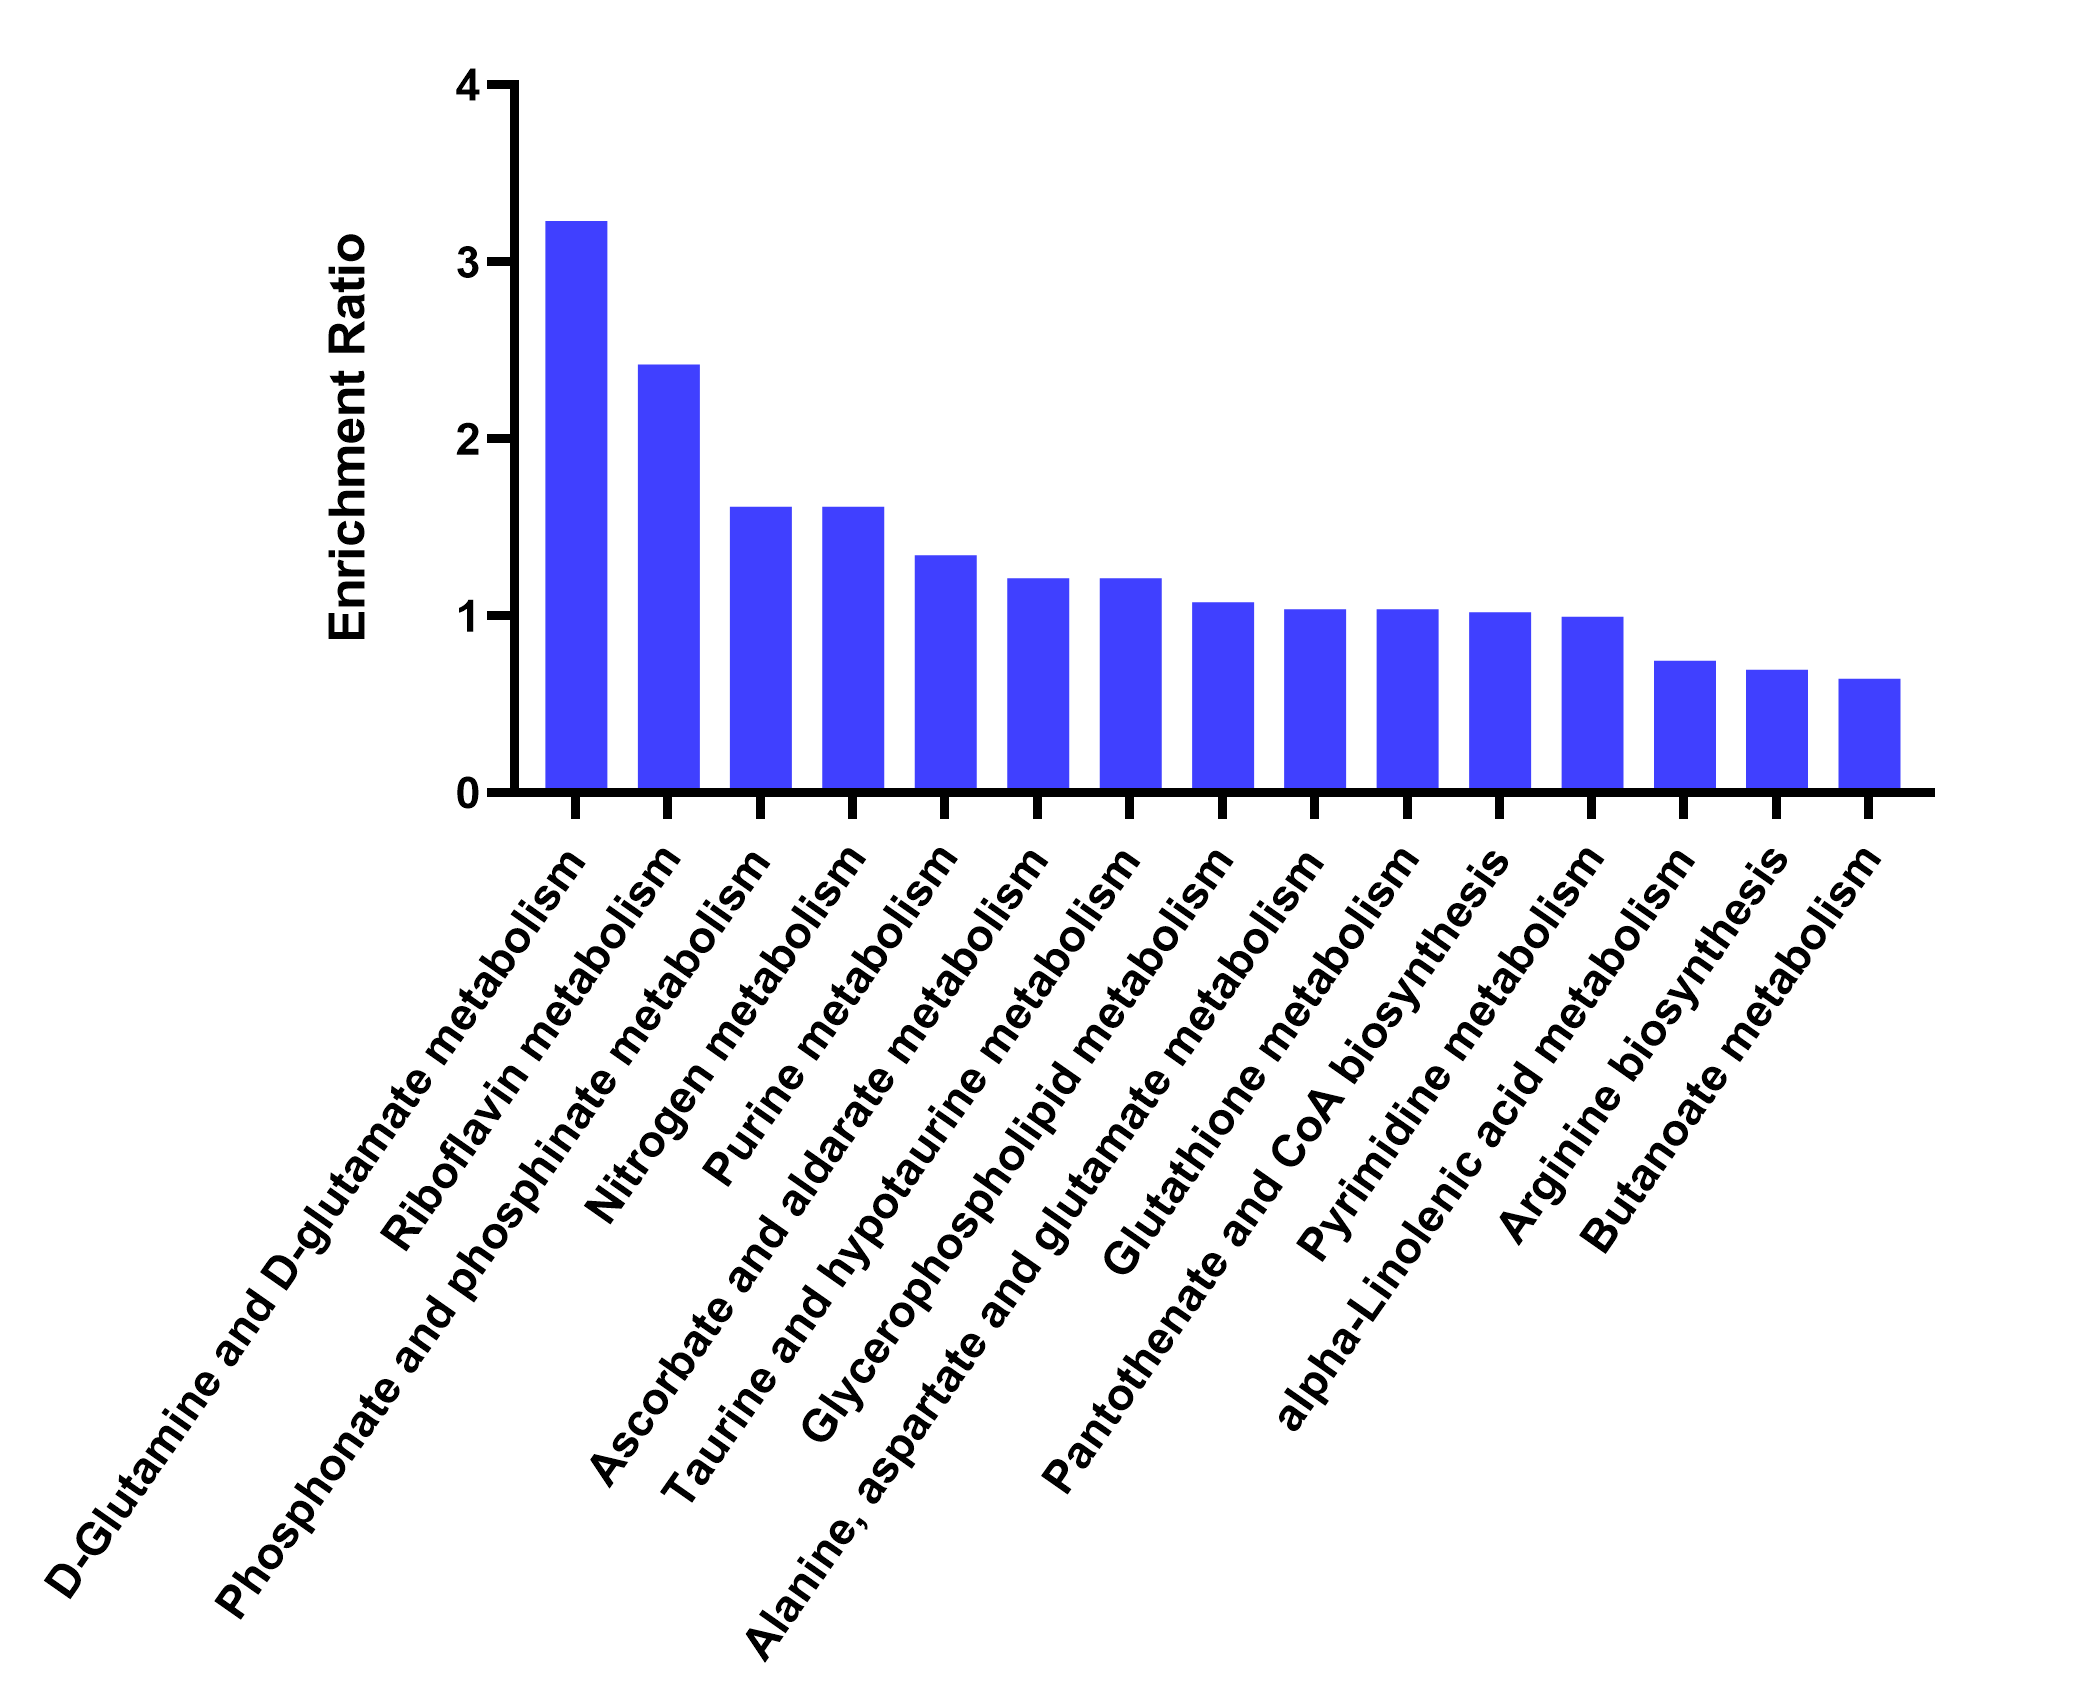 Enrichment Ratio
4
3
2
1
0
D-Glutamine and D-glutamate metabolism
Riboflavin metabolism
Phosphonate and phosphinate metabolism
Nitrogen metabolism
Purine metabolism
Ascorbate and aldarate metabolism
Taurine and hypotaurine metabolism
Glycerophospholipid metabolism
Alanine, aspartate and glutamate metabolism
Glutathione metabolism
Pantothenate and CoA biosynthesis
Pyrimidine metabolism
alpha-Linolenic acid metabolism
Arginine biosynthesis
Butanoate metabolism